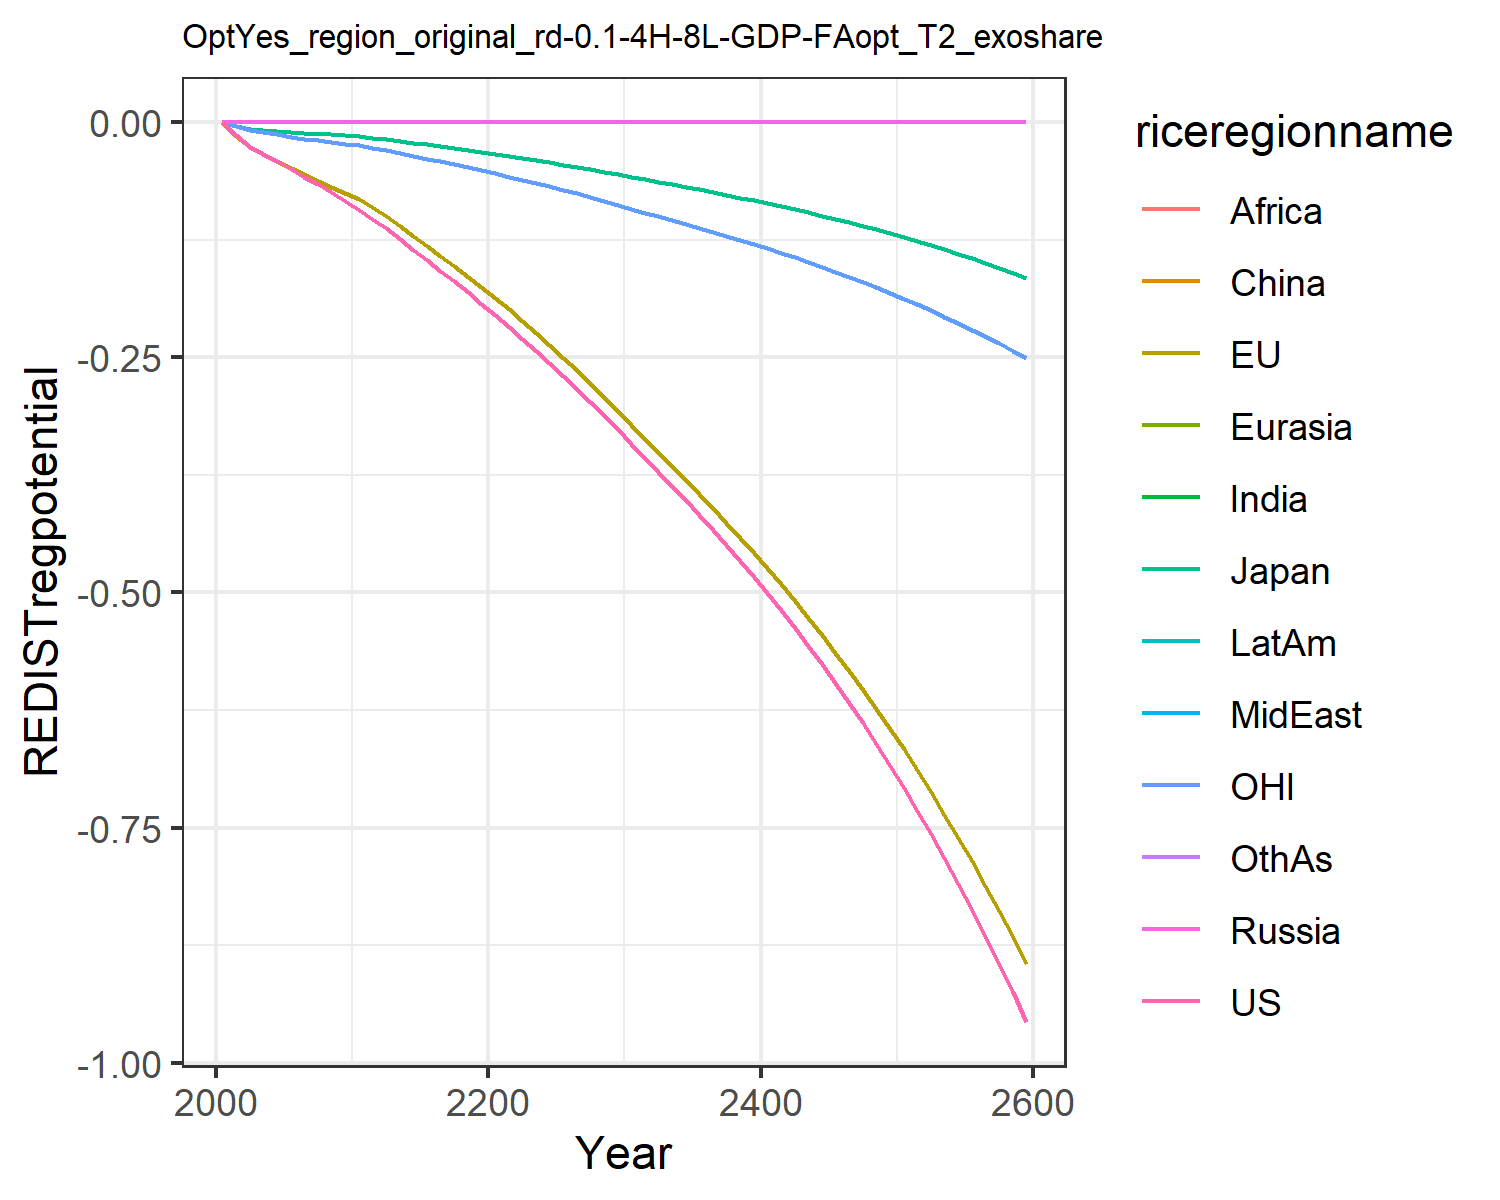 OptYes_region_original_rd-0.1-4H-8L-GDP-FAopt_T2_exoshare
0.00
-0.25
-0.50
-0.75
-1.00
REDISTregpotential
2000 2200 2400 2600
Year
riceregionname
Africa
China
EU
Eurasia
India
Japan
LatAm
MidEast
OHI
OthAs
Russia
US